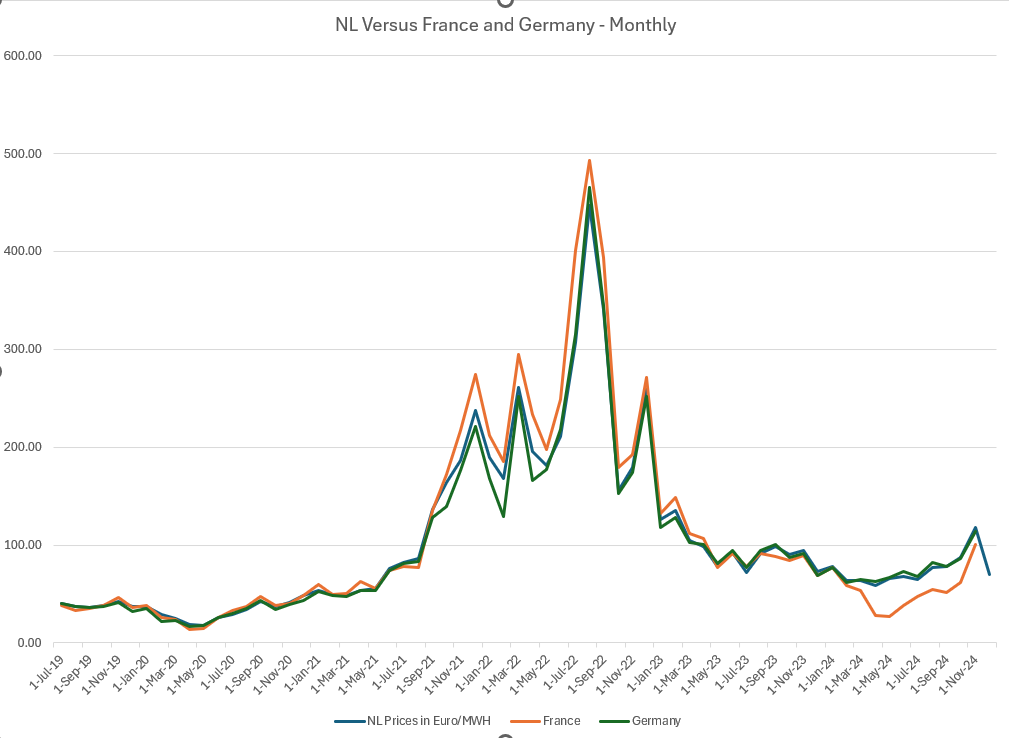 NL Versus France and Germany - Monthly
600.00
500.00
400.00
300.00
200.00
100.00
0.00
1-Jul-19
1-Sep-19
1-Nov-19
1-Jan-20
1-Mar-20
1-May-20
1-Jul-20
1-Sep-20
1-Nov-20
1-Jan-21
1-Mar-21
1-May-21
1-Jul-21
1-Sep-21
1-Nov-21
1-Jan-22
1-Mar-22
1-May-22
1-Jul-22
1-Sep-22
1-Nov-22
1-Jan-23
1-Mar-23
1-May-23
1-Jul-23
1-Sep-23
1-Nov-23
1-Jan-24
1-Mar-24
1-May-24
1-Jul-24
1-Sep-24
1-Nov-24
NL Prices in Euro/MWH France Germany